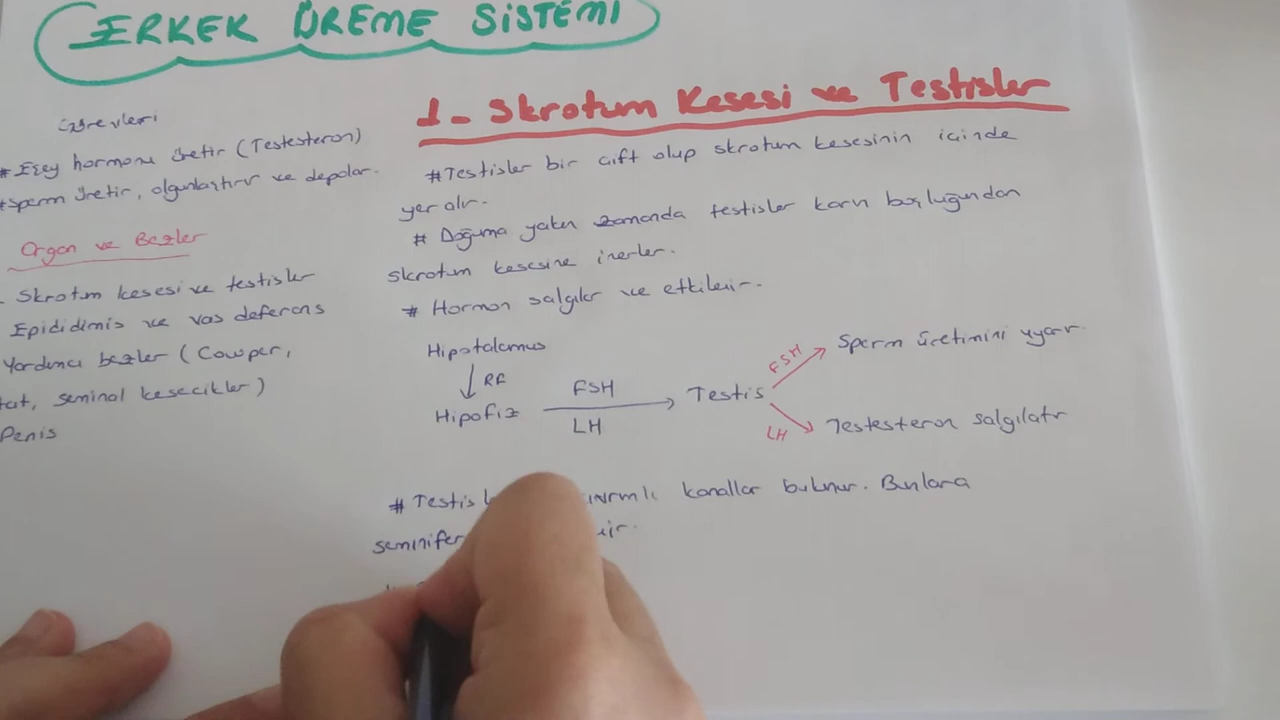 ERKEK ÜREME SİSTEMİ
Görevleri
# Eşey hormonu üretir (Testesteron)
# Sperm üretir, olgunlaştırır ve depolar.
Organ ve Bezler
Skrotum kesesi ve testisler
Epididimis ve vas deferans
Yardımcı bezler (Cowper,
tat, seminal kesecikler)
Penis
1- Skrotum Kesesi ve Testisler
# Testisler bir çift olup skrotum kesesinin içinde
yer alır.
# Doğuma yakın zamanda testisler karın boşluğundan
skrotum kesesine inerler.
# Hormon salgılar ve etkilenir.
Hipotalamus
RF
Hipofiz
FSH
LH
Testis
FSH
Sperm üretimini uyarır
LH
Testesteron salgılatır
# Testis kanallar bulunur. Bunlara
seminifer